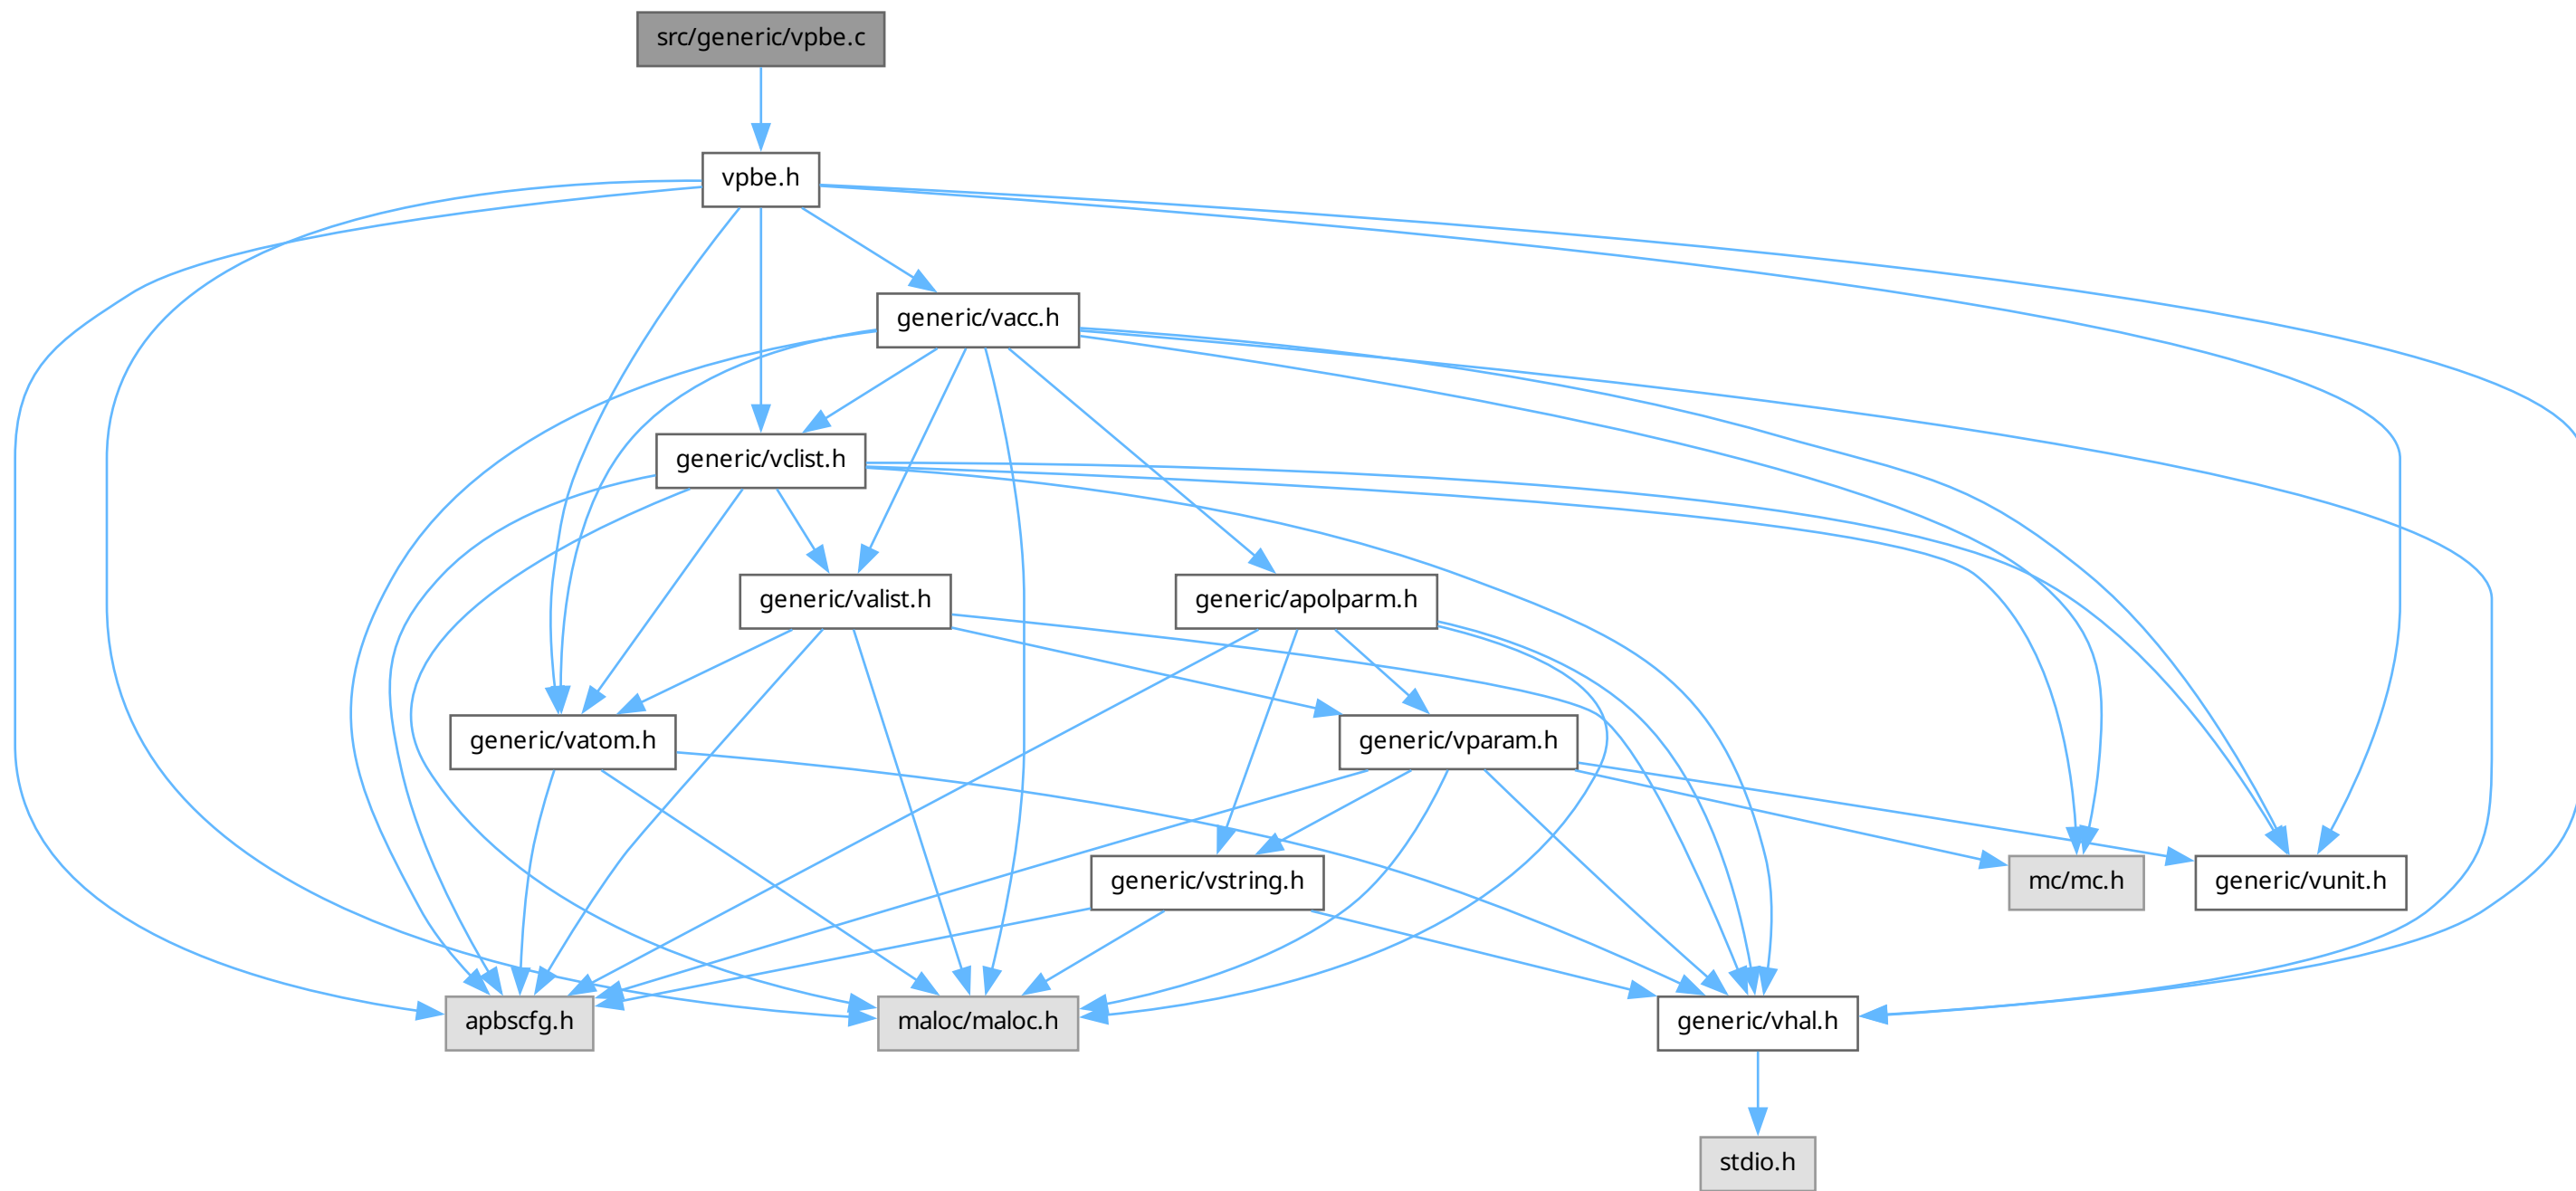 src/generic/vpbe.c
vpbe.h
generic/vacc.h
generic/vclist.h
generic/valist.h
generic/apolparm.h
generic/vatom.h
generic/vparam.h
generic/vstring.h
mc/mc.h
generic/vunit.h
apbscfg.h
maloc/maloc.h
generic/vhal.h
stdio.h